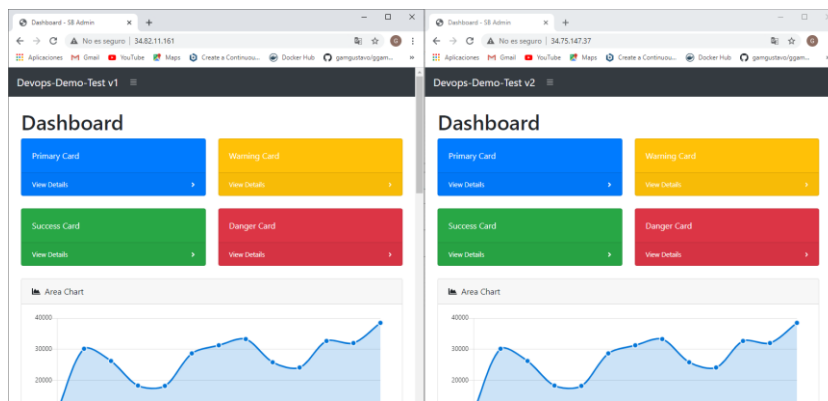 Dashboard - SB Admin
No es seguro | 34.82.11.161
Aplicaciones Gmail YouTube Maps Create a Continuou... Docker Hub gamgustavo/ggam...
Devops-Demo-Test v1
Dashboard
Primary Card
Warning Card
View Details
View Details
Success Card
Danger Card
View Details
View Details
Area Chart
40000
30000
20000
Dashboard - SB Admin
No es seguro | 34.75.147.37
Aplicaciones Gmail YouTube Maps Create a Continuou... Docker Hub gamgustavo/ggam...
Devops-Demo-Test v2
Dashboard
Primary Card
Warning Card
View Details
View Details
Success Card
Danger Card
View Details
View Details
Area Chart
40000
30000
20000